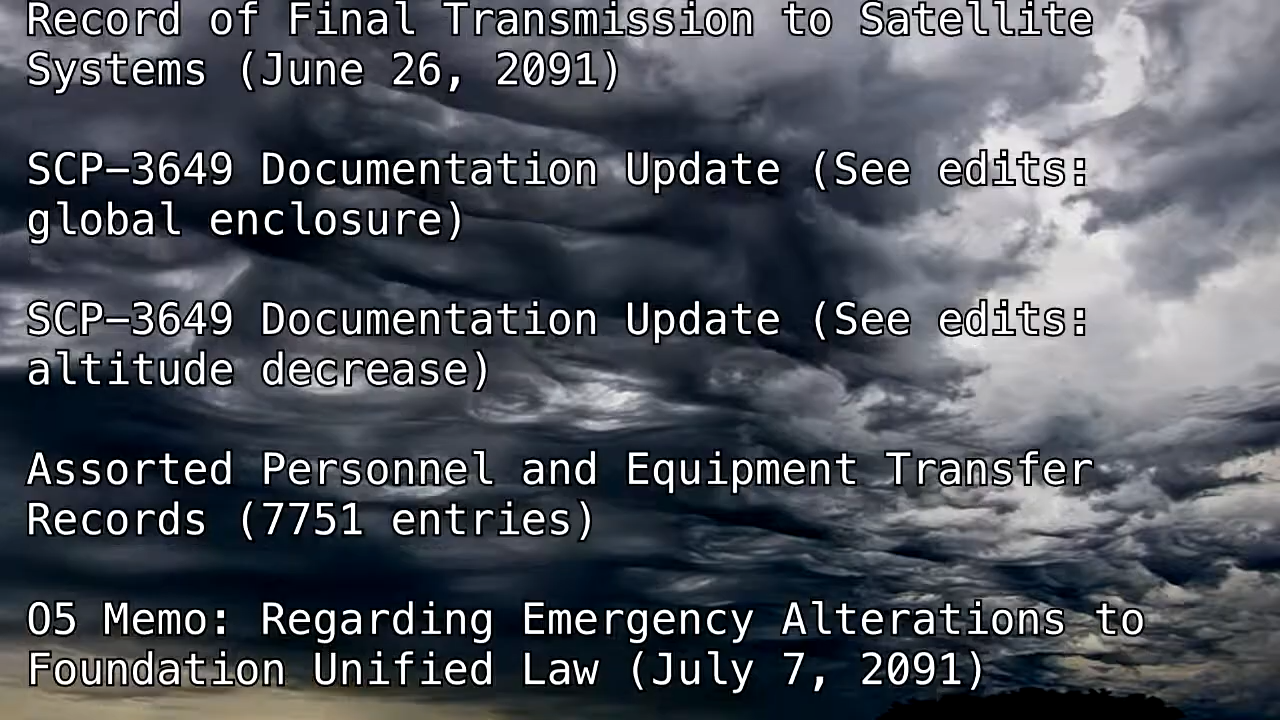 Record of Final Transmission to Satellite
Systems (June 26, 2091)
SCP–3649 Documentation Update (See edits:
global enclosure)
SCP–3649 Documentation Update (See edits:
altitude decrease)
Assorted Personnel and Equipment Transfer
Records (7751 entries)
O5 Memo: Regarding Emergency Alterations to
Foundation Unified Law (July 7, 2091)